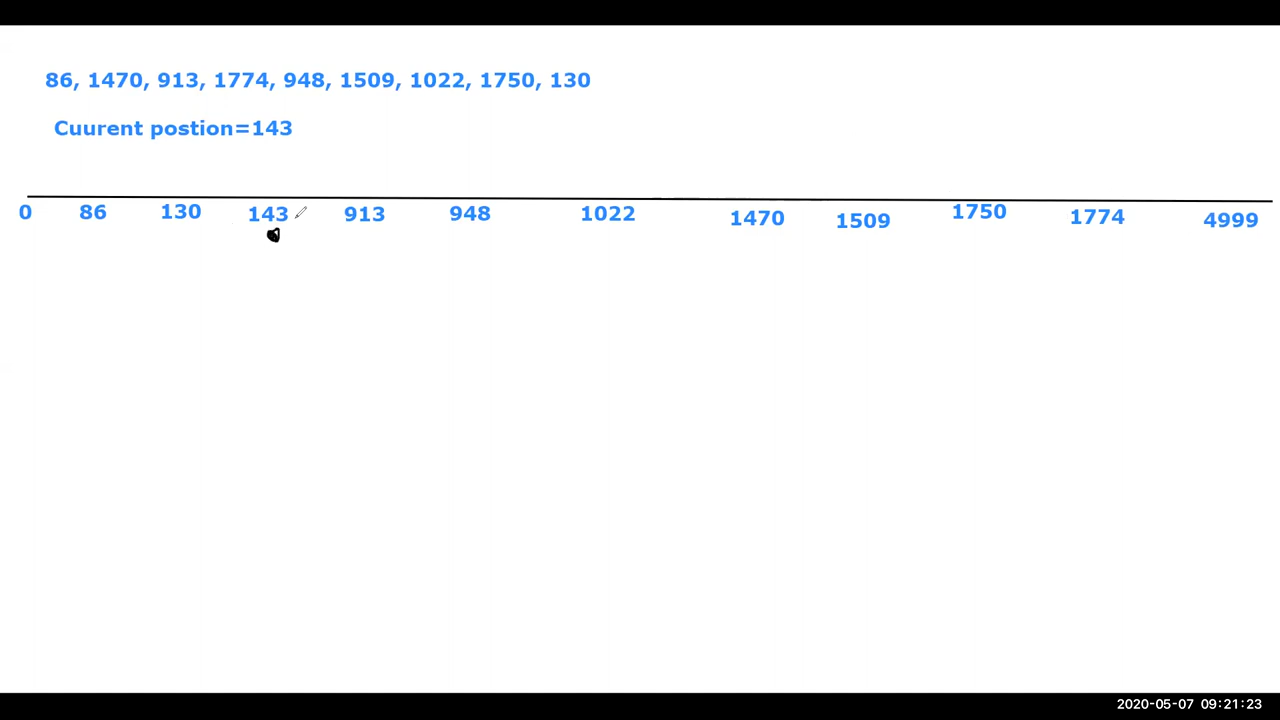 86, 1470, 913, 1774, 948, 1509, 1022, 1750, 130
Cuurent postion=143
0 86 130 143 913 948 1022 1470 1509 1750 1774 4999
2020-05-07 09:21:23